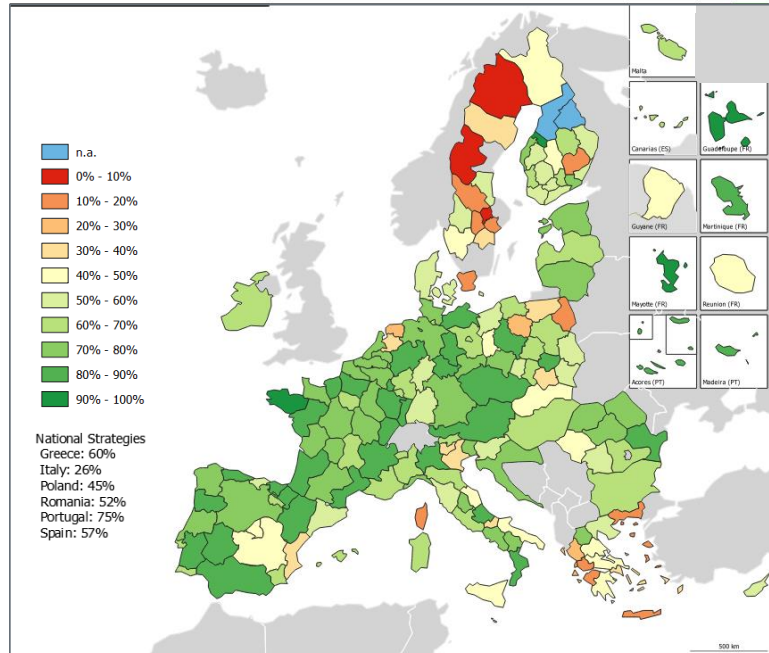 Malta
Canarias (ES)
Guadeloupe (FR)
Guyane (FR)
Martinique (FR)
Mayotte (FR)
Reunion (FR)
Acores (PT)
Madeira (PT)
n.a.
0% - 10%
10% - 20%
20% - 30%
30% - 40%
40% - 50%
50% - 60%
60% - 70%
70% - 80%
80% - 90%
90% - 100%
National Strategies
Greece: 60%
Italy: 26%
Poland: 45%
Romania: 52%
Portugal: 75%
Spain: 57%
500 km